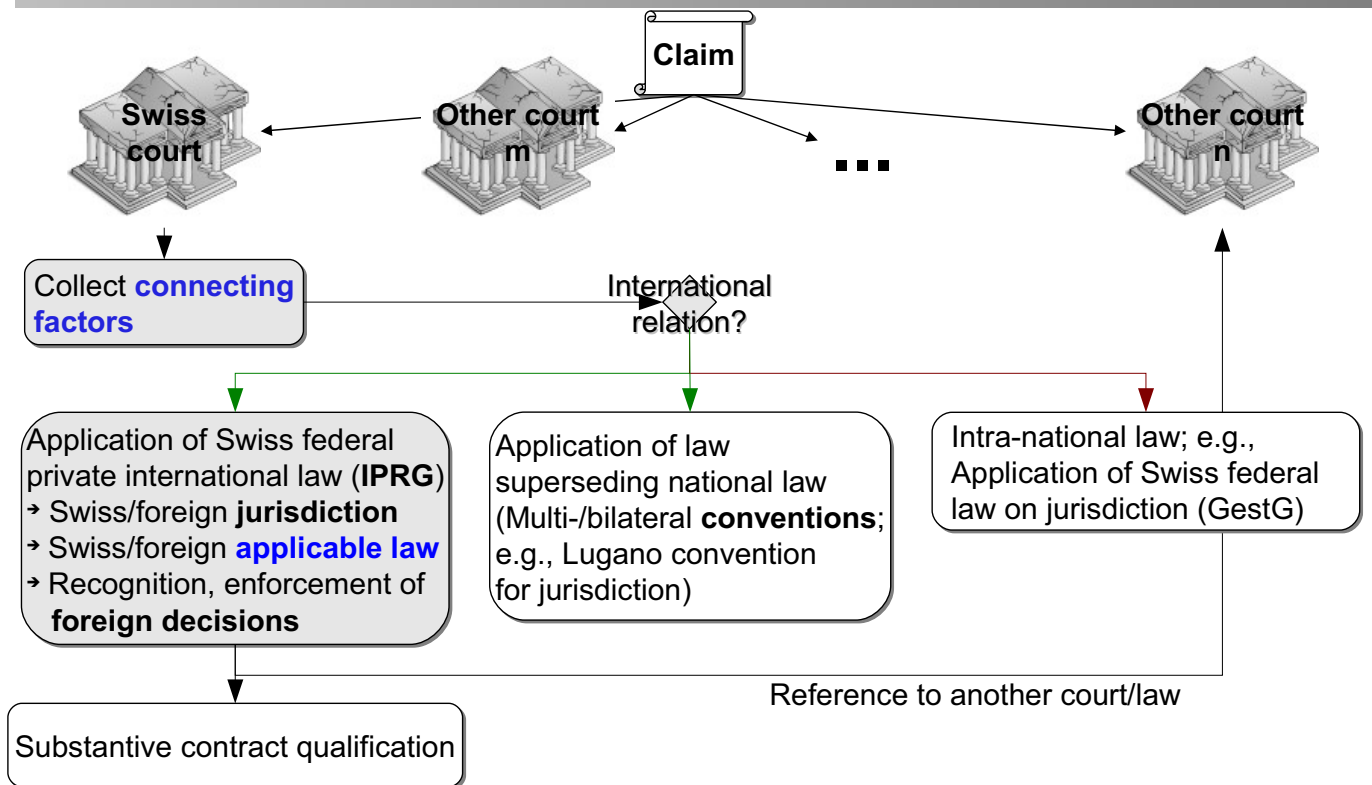 Claim
Swiss
court
Other court
m
...
Other court
n
Collect connecting
factors
International
relation?
Application of Swiss federal
private international law (IPRG)
➔ Swiss/foreign jurisdiction
➔ Swiss/foreign applicable law
➔ Recognition, enforcement of
foreign decisions
Application of law
superseding national law
(Multi-/bilateral conventions;
e.g., Lugano convention
for jurisdiction)
Intra-national law; e.g.,
Application of Swiss federal
law on jurisdiction (GestG)
Reference to another court/law
Substantive contract qualification